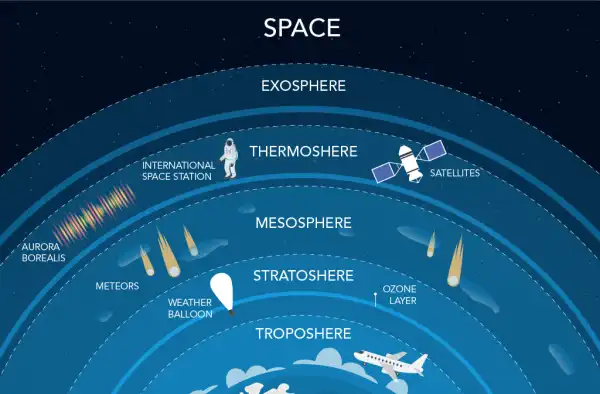 SPACE
EXOSPHERE
THERMOSHERE
INTERNATIONAL
SPACE STATION
SATELLITES
AURORA
BOREALIS
MESOSPHERE
METEORS
STRATOSHERE
WEATHER
BALLOON
OZONE
LAYER
TROPOSHERE